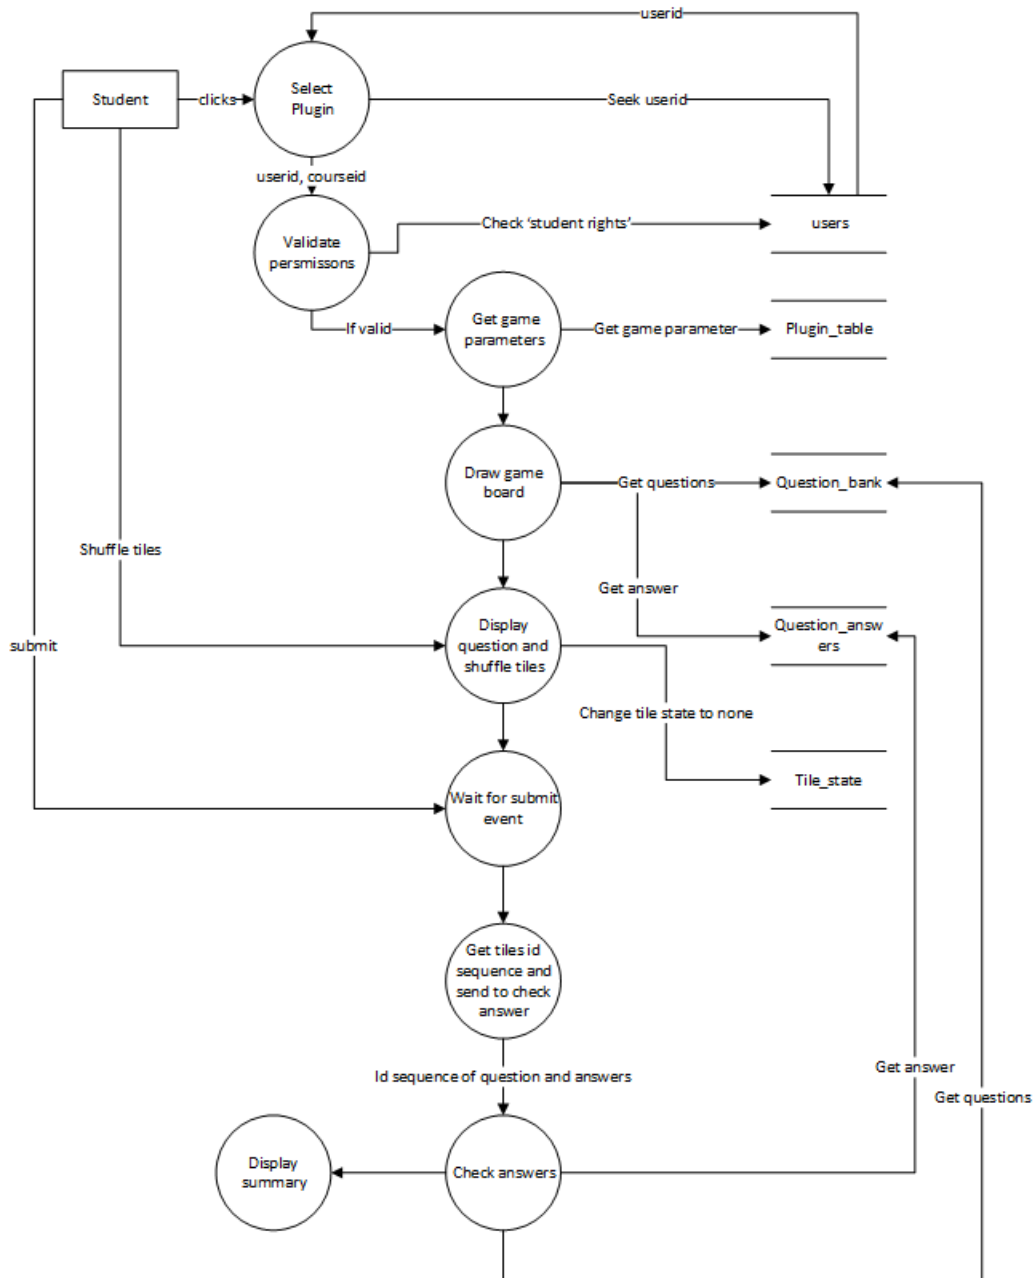 userid
Student
clicks
Select
Plugin
Seek userid
userid, courseid
Validate
persmissons
Check ‘student rights’
users
If valid
Get game
parameters
Get game parameter
Plugin_table
Draw game
board
Get questions
Question_bank
Shuffle tiles
Get answer
submit
Display
question and
shuffle tiles
Question_answ
ers
Change tile state to none
Wait for submit
event
Tile_state
Get tiles id
sequence and
send to check
answer
Id sequence of question and answers
Get answer
Get questions
Display
summary
Check answers